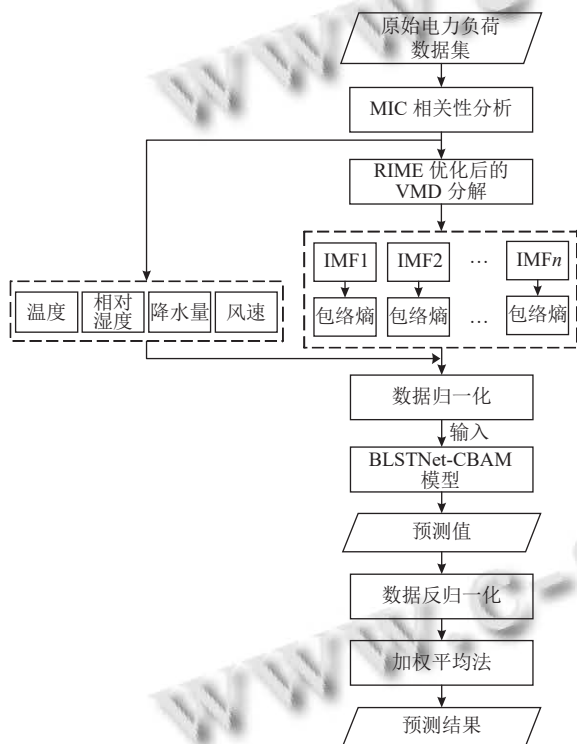 原始电力负荷
数据集
MIC 相关性分析
RIME 优化后的
VMD 分解
IMF1
IMF2
…
IMFn
包络熵
包络熵
…
包络熵
温度
相对
湿度
降水量
风速
数据归一化
输入
BLSTNet-CBAM
模型
预测值
数据反归一化
加权平均法
预测结果
www
www.c-